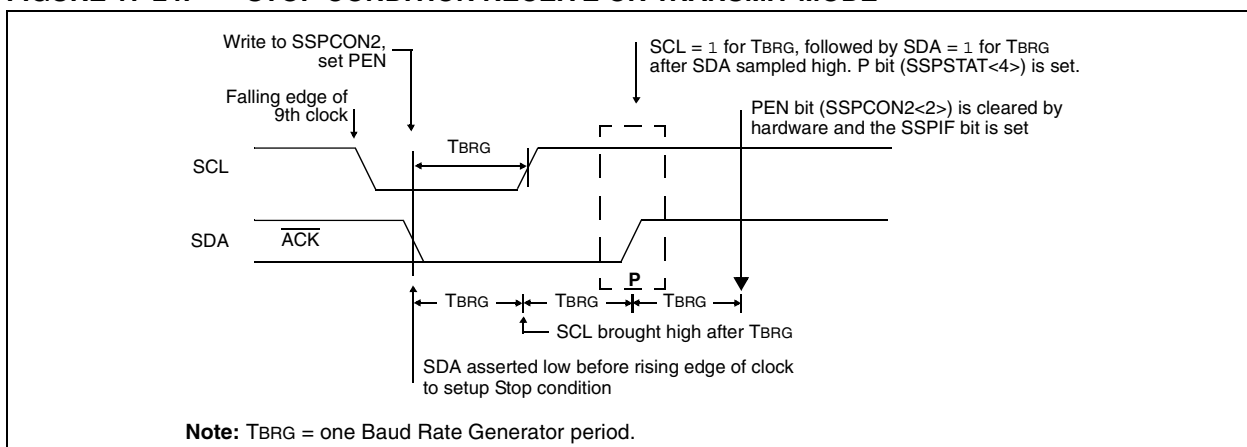 Write to SSPCON2,
set PEN
SCL = 1 for TBRG, followed by SDA = 1 for TBRG
after SDA sampled high. P bit (SSPSTAT<4>) is set.
Falling edge of
9th clock
PEN bit (SSPCON2<2>) is cleared by
hardware and the SSPIF bit is set
TBRG
SCL
SDA
ACK
P
TBRG
TBRG
TBRG
SCL brought high after TBRG
SDA asserted low before rising edge of clock
to setup Stop condition
Note: TBRG = one Baud Rate Generator period.